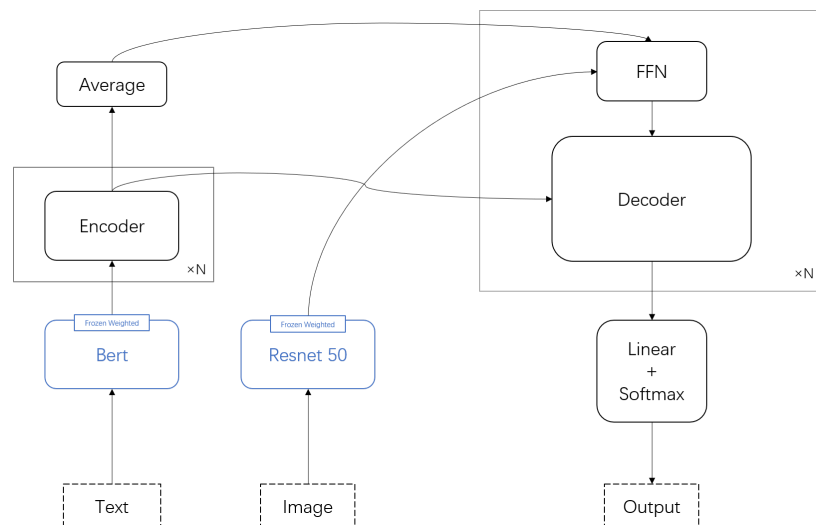 Average
FFN
Encoder
×N
Decoder
×N
Frozen Weighted
Bert
Frozen Weighted
Resnet 50
Linear
+
Softmax
Text
Image
Output